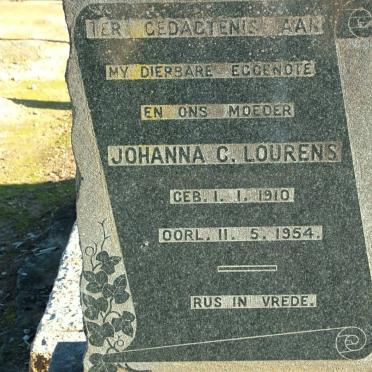 TER GEDAGTENIS AAN
MY DIERBARE EGGENOTE
EN ONS MOEDER
JOHANNA C. LOURENS
GEB. 1. 1. 1910
OORL. 11. 5. 1954.
RUS IN VREDE.